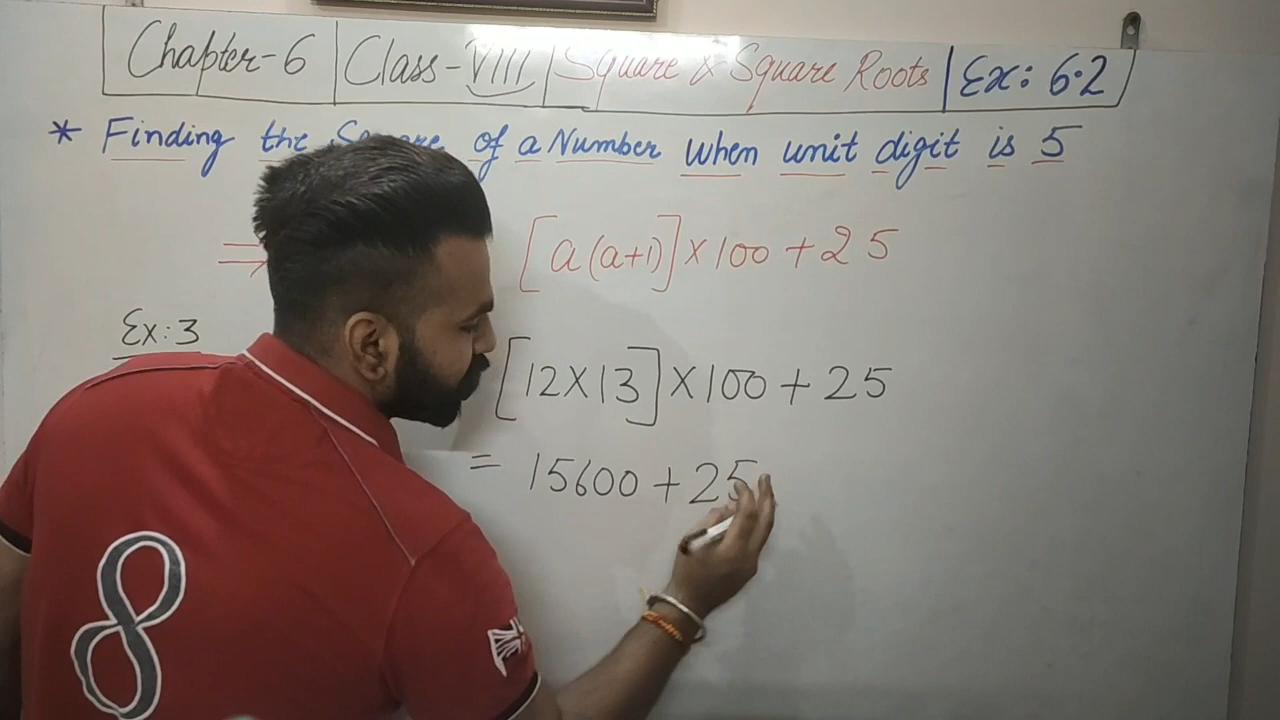 Chapter-6 | Class-VIII | Square & Square Roots | Ex: 6.2
* Finding the Square of a Number when unit digit is 5
⇒ [a(a+1)]×100+25
Ex:3
[12×13]×100+25
= 15600+25
8